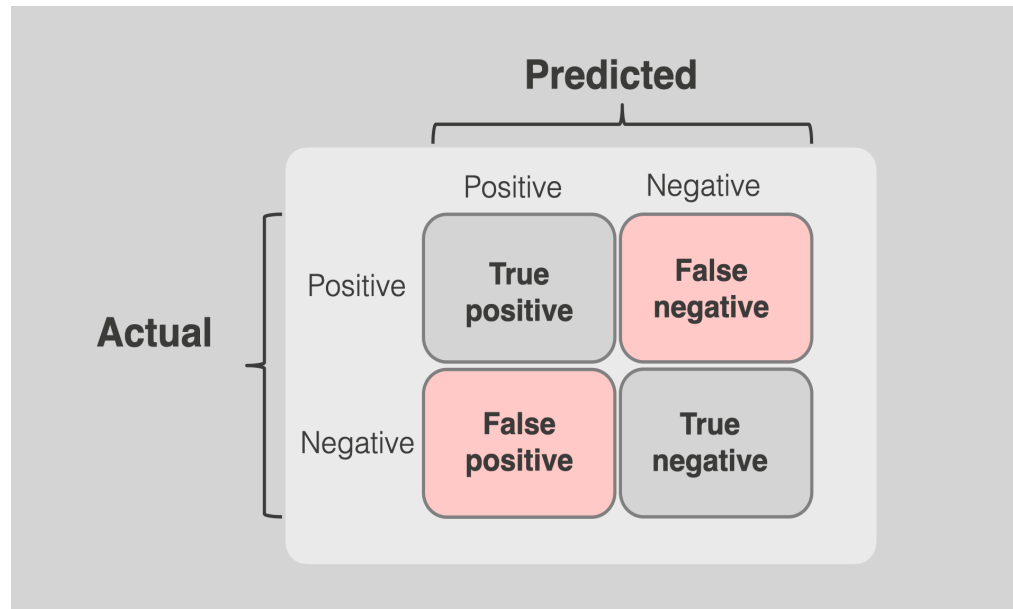 Predicted
Positive
Negative
Positive
True
positive
False
negative
Actual
Negative
False
positive
True
negative